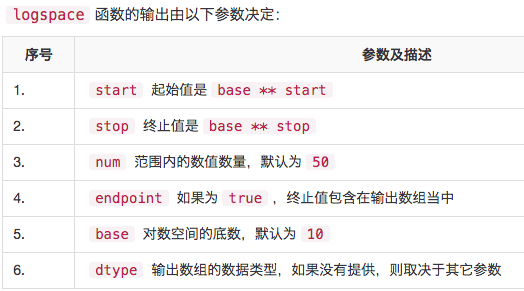 logspace 函数的输出由以下参数决定：
序号 参数及描述
1. start 起始值是 base ** start
2. stop 终止值是 base ** stop
3. num 范围内的数值数量，默认为 50
4. endpoint 如果为 true ，终止值包含在输出数组当中
5. base 对数空间的底数，默认为 10
6. dtype 输出数组的数据类型，如果没有提供，则取决于其它参数